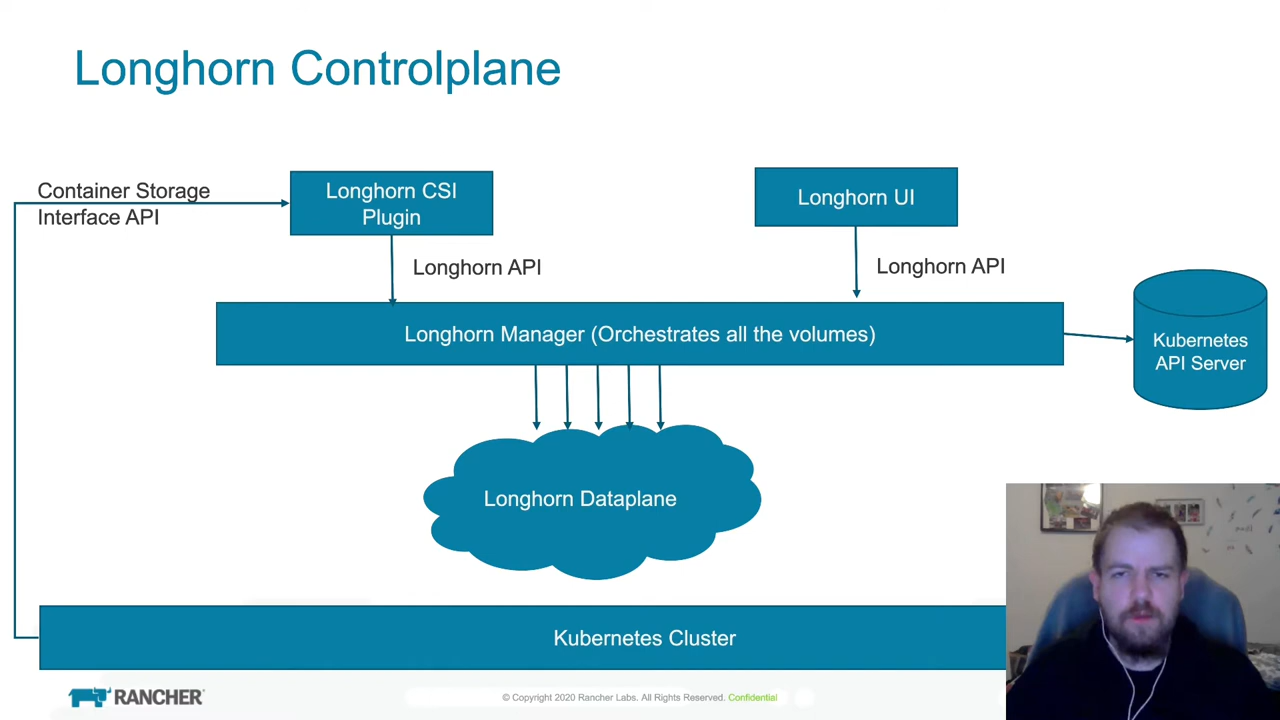 Longhorn Controlplane
Container Storage
Interface API
Longhorn CSI
Plugin
Longhorn UI
Longhorn API
Longhorn API
Longhorn Manager (Orchestrates all the volumes)
Kubernetes
API Server
Longhorn Dataplane
Kubernetes Cluster
RANCHER
© Copyright 2020 Rancher Labs. All Rights Reserved. Confidential